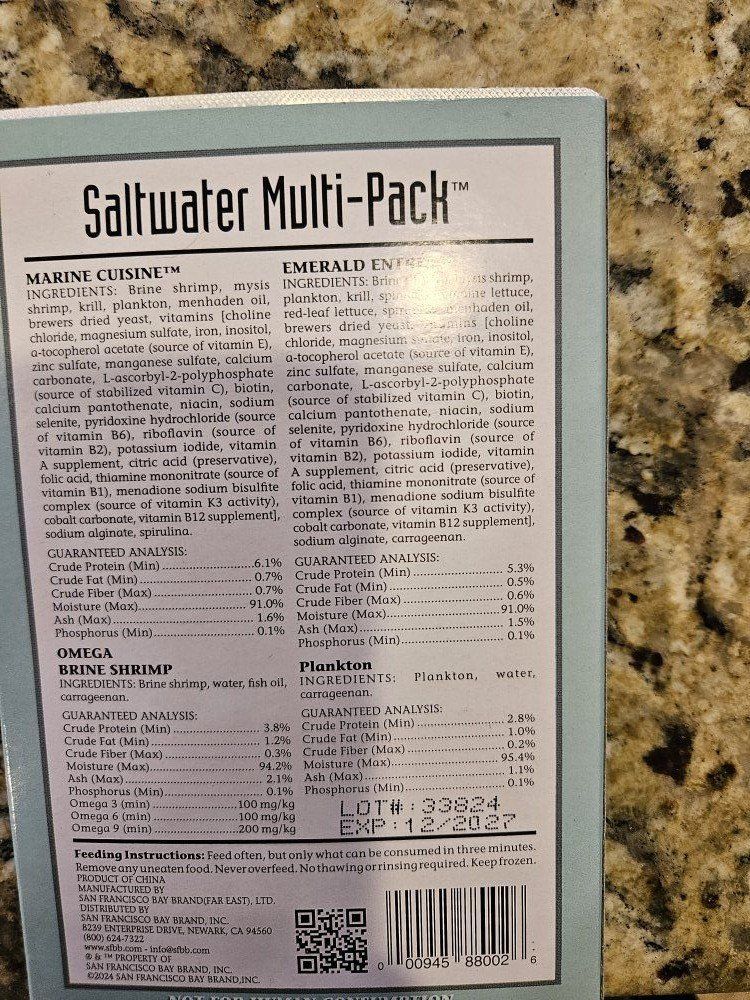 Saltwater Multi-Pack™
MARINE CUISINE™
INGREDIENTS: Brine shrimp, mysis
shrimp, krill, plankton, menhaden oil,
brewers dried yeast, vitamins [choline
chloride, magnesium sulfate, iron, inositol,
a-tocopherol acetate (source of vitamin E),
zinc sulfate, manganese sulfate, calcium
carbonate, L-ascorbyl-2-polyphosphate
(source of stabilized vitamin C), biotin,
calcium pantothenate, niacin, sodium
selenite, pyridoxine hydrochloride (source
of vitamin B6), riboflavin (source of
vitamin B2), potassium iodide, vitamin
A supplement, citric acid (preservative),
folic acid, thiamine mononitrate (source of
vitamin B1), menadione sodium bisulfite
complex (source of vitamin K3 activity),
cobalt carbonate, vitamin B12 supplement],
sodium alginate, spirulina.
GUARANTEED ANALYSIS:
Crude Protein (Min) 6.1%
Crude Fat (Min) 0.7%
Crude Fiber (Max) 0.7%
Moisture (Max) 91.0%
Ash (Max) 1.6%
Phosphorus (Min) 0.1%
EMERALD
INGREDIENTS: shrimp,
plankton, krill, lettuce,
red-leaf lettuce, menhaden oil,
brewers dried yeast, [choline
chloride, magnesium iron, inositol,
a-tocopherol acetate (source of vitamin E),
zinc sulfate, manganese sulfate, calcium
carbonate, L-ascorbyl-2-polyphosphate
(source of stabilized vitamin C), biotin,
calcium pantothenate, niacin, sodium
selenite, pyridoxine hydrochloride (source
of vitamin B6), riboflavin (source of
vitamin B2), potassium iodide, vitamin
A supplement, citric acid (preservative),
folic acid, thiamine mononitrate (source of
vitamin B1), menadione sodium bisulfite
complex (source of vitamin K3 activity),
cobalt carbonate, vitamin B12 supplement],
sodium alginate, carrageenan.
GUARANTEED ANALYSIS:
Crude Protein (Min) 5.3%
Crude Fat (Min) 0.5%
Crude Fiber (Max) 0.6%
Moisture (Max) 91.0%
Ash (Max) 1.5%
Phosphorus (Min) 0.1%
OMEGA
BRINE SHRIMP
INGREDIENTS: Brine shrimp, water, fish oil,
carrageenan.
GUARANTEED ANALYSIS:
Crude Protein (Min) 3.8%
Crude Fat (Min) 1.2%
Crude Fiber (Max) 0.3%
Moisture (Max) 94.2%
Ash (Max) 2.1%
Phosphorus (Min) 0.1%
Omega 3 (min) 100 mg/kg
Omega 6 (min) 100 mg/kg
Omega 9 (min) 200 mg/kg
Plankton
INGREDIENTS: Plankton, water,
carrageenan.
GUARANTEED ANALYSIS:
Crude Protein (Min) 2.8%
Crude Fat (Min) 1.0%
Crude Fiber (Max) 0.2%
Moisture (Max) 95.4%
Ash (Max) 1.1%
Phosphorus (Min) 0.1%
LOT#:33824
EXP:12/2027
Feeding Instructions: Feed often, but only what can be consumed in three minutes.
Remove any uneaten food. Never overfeed. No thawing or rinsing required. Keep frozen.
PRODUCT OF CHINA
MANUFACTURED BY
SAN FRANCISCO BAY BRAND(FAR EAST), LTD.
DISTRIBUTED BY
SAN FRANCISCO BAY BRAND, INC.
8239 ENTERPRISE DRIVE, NEWARK, CA 94560
(800) 624-7322
www.sfbb.com - info@sfbb.com
® & ™ PROPERTY OF
SAN FRANCISCO BAY BRAND, INC.
©2024 SAN FRANCISCO BAY BRAND,INC.
0 00945 88002 6
NOT FOR HUMAN CONSUMPTION